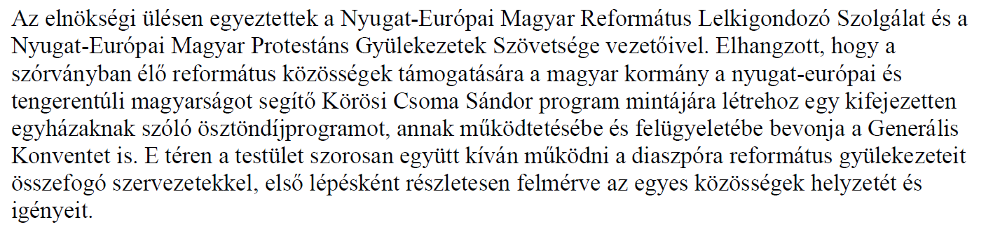 Az elnökségi ülésen egyeztettek a Nyugat-Európai Magyar Református Lelkigondozó Szolgálat és a
Nyugat-Európai Magyar Protestáns Gyülekezetek Szövetsége vezetőivel. Elhangzott, hogy a
szórványban élő református közösségek támogatására a magyar kormány a nyugat-európai és
tengerentúli magyarságot segítő Körösi Csoma Sándor program mintájára létrehoz egy kifejezetten
egyházaknak szóló ösztöndíjprogramot, annak működtetésébe és felügyeletébe bevonja a Generális
Konventet is. E téren a testület szorosan együtt kíván működni a diaszpóra református gyülekezeteit
összefogó szervezetekkel, első lépésként részletesen felmérve az egyes közösségek helyzetét és
igényeit.